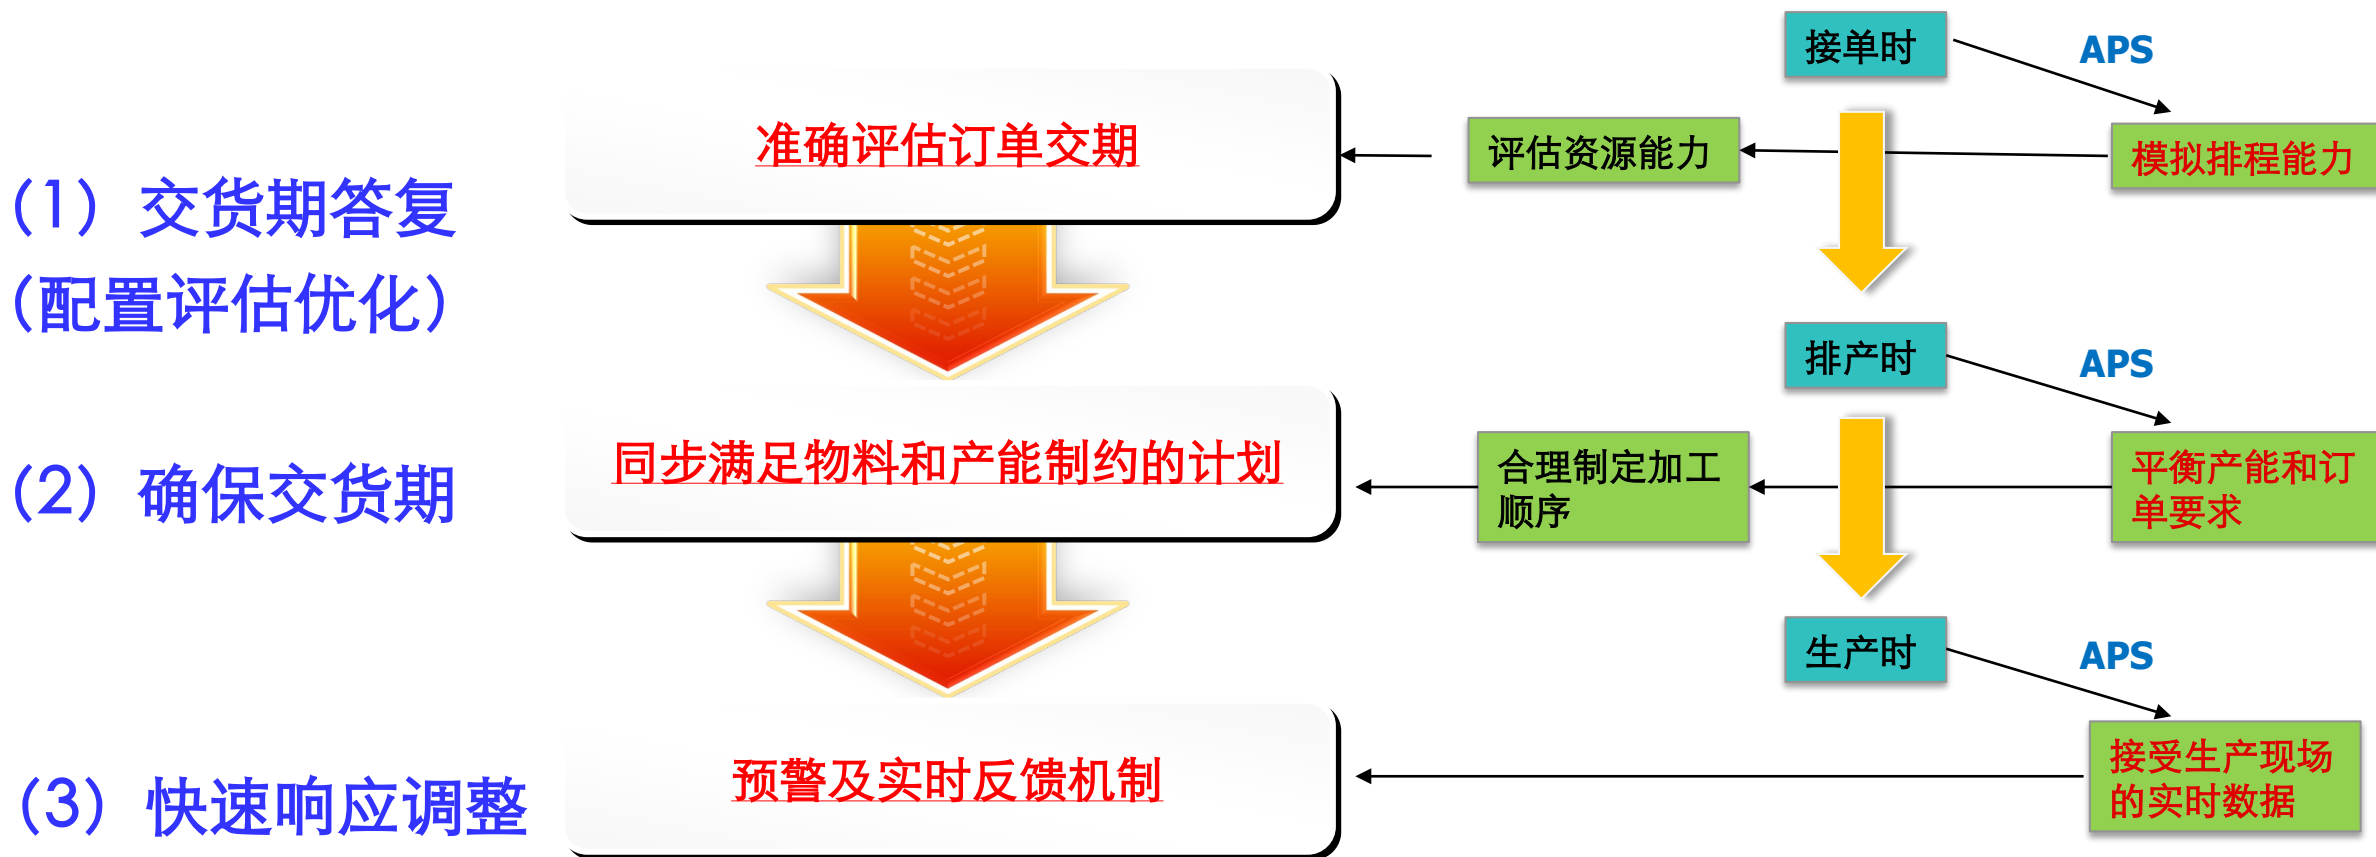 （1）交货期答复
（配置评估优化）
（2）确保交货期
（3）快速响应调整
准确评估订单交期
同步满足物料和产能制约的计划
预警及实时反馈机制
接单时
APS
评估资源能力
模拟排程能力
排产时
APS
合理制定加工
顺序
平衡产能和订
单要求
生产时
APS
接受生产现场
的实时数据